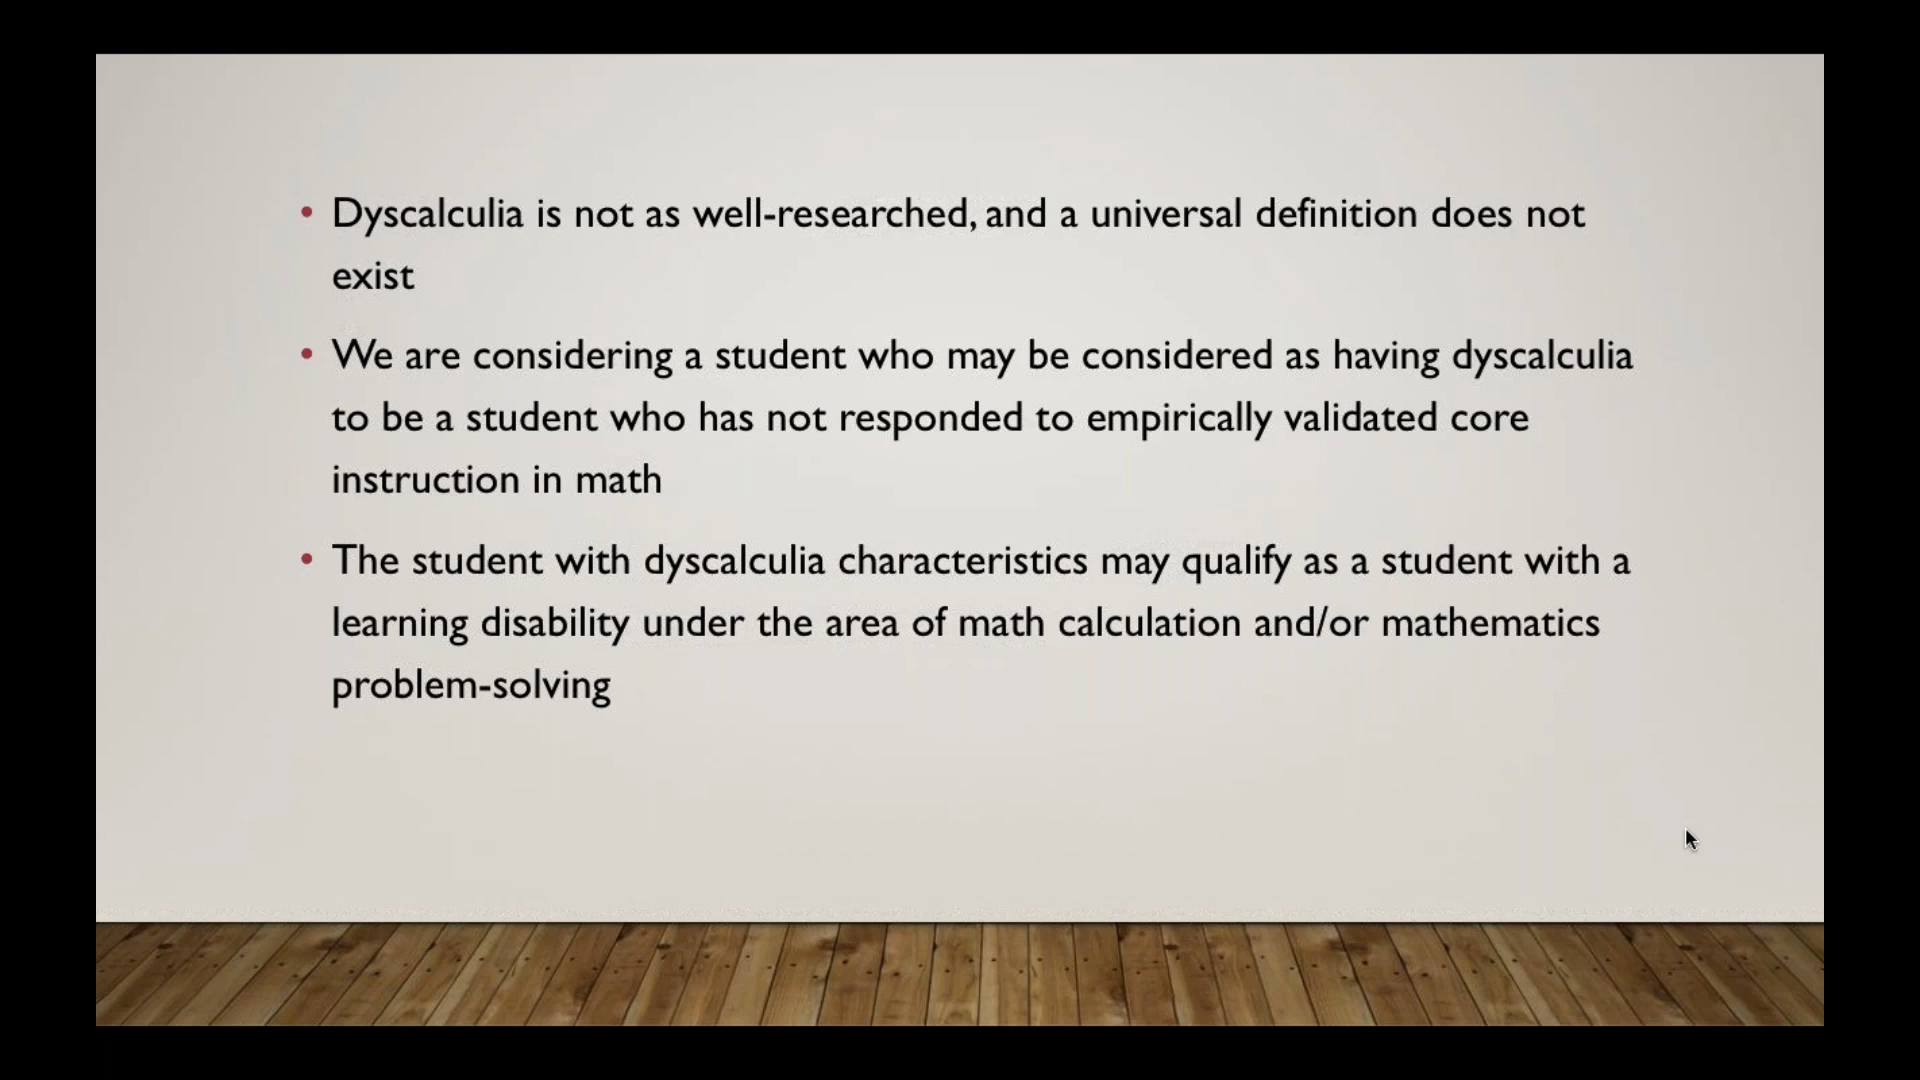 • Dyscalculia is not as well-researched, and a universal definition does not
exist
• We are considering a student who may be considered as having dyscalculia
to be a student who has not responded to empirically validated core
instruction in math
• The student with dyscalculia characteristics may qualify as a student with a
learning disability under the area of math calculation and/or mathematics
problem-solving